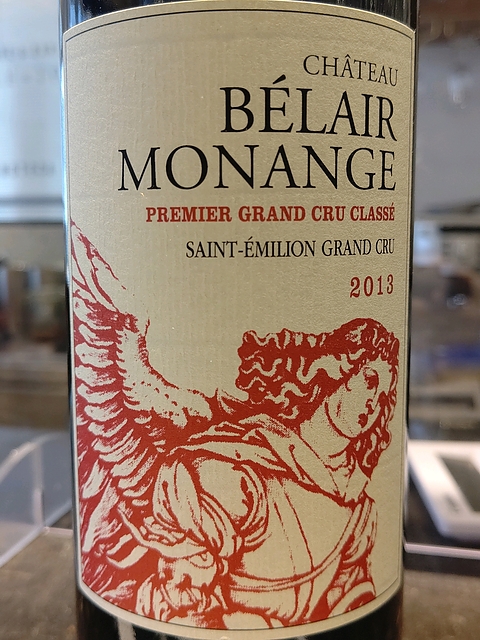 CHÂTEAU
BÉLAIR
MONANGE
PREMIER GRAND CRU CLASSÉ
SAINT-ÉMILION GRAND CRU
2013